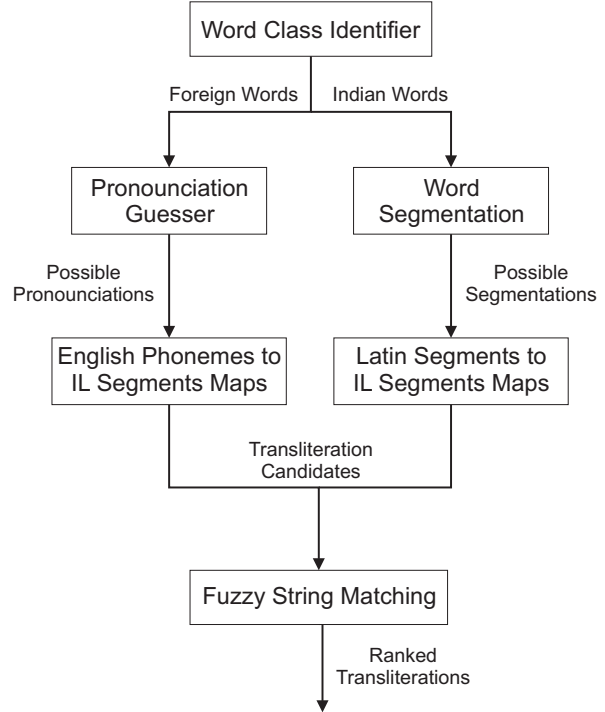 Word Class Identifier
Foreign Words
Indian Words
Pronounciation
Guesser
Word
Segmentation
Possible
Pronounciations
Possible
Segmentations
English Phonemes to
IL Segments Maps
Latin Segments to
IL Segments Maps
Transliteration
Candidates
Fuzzy String Matching
Ranked
Transliterations